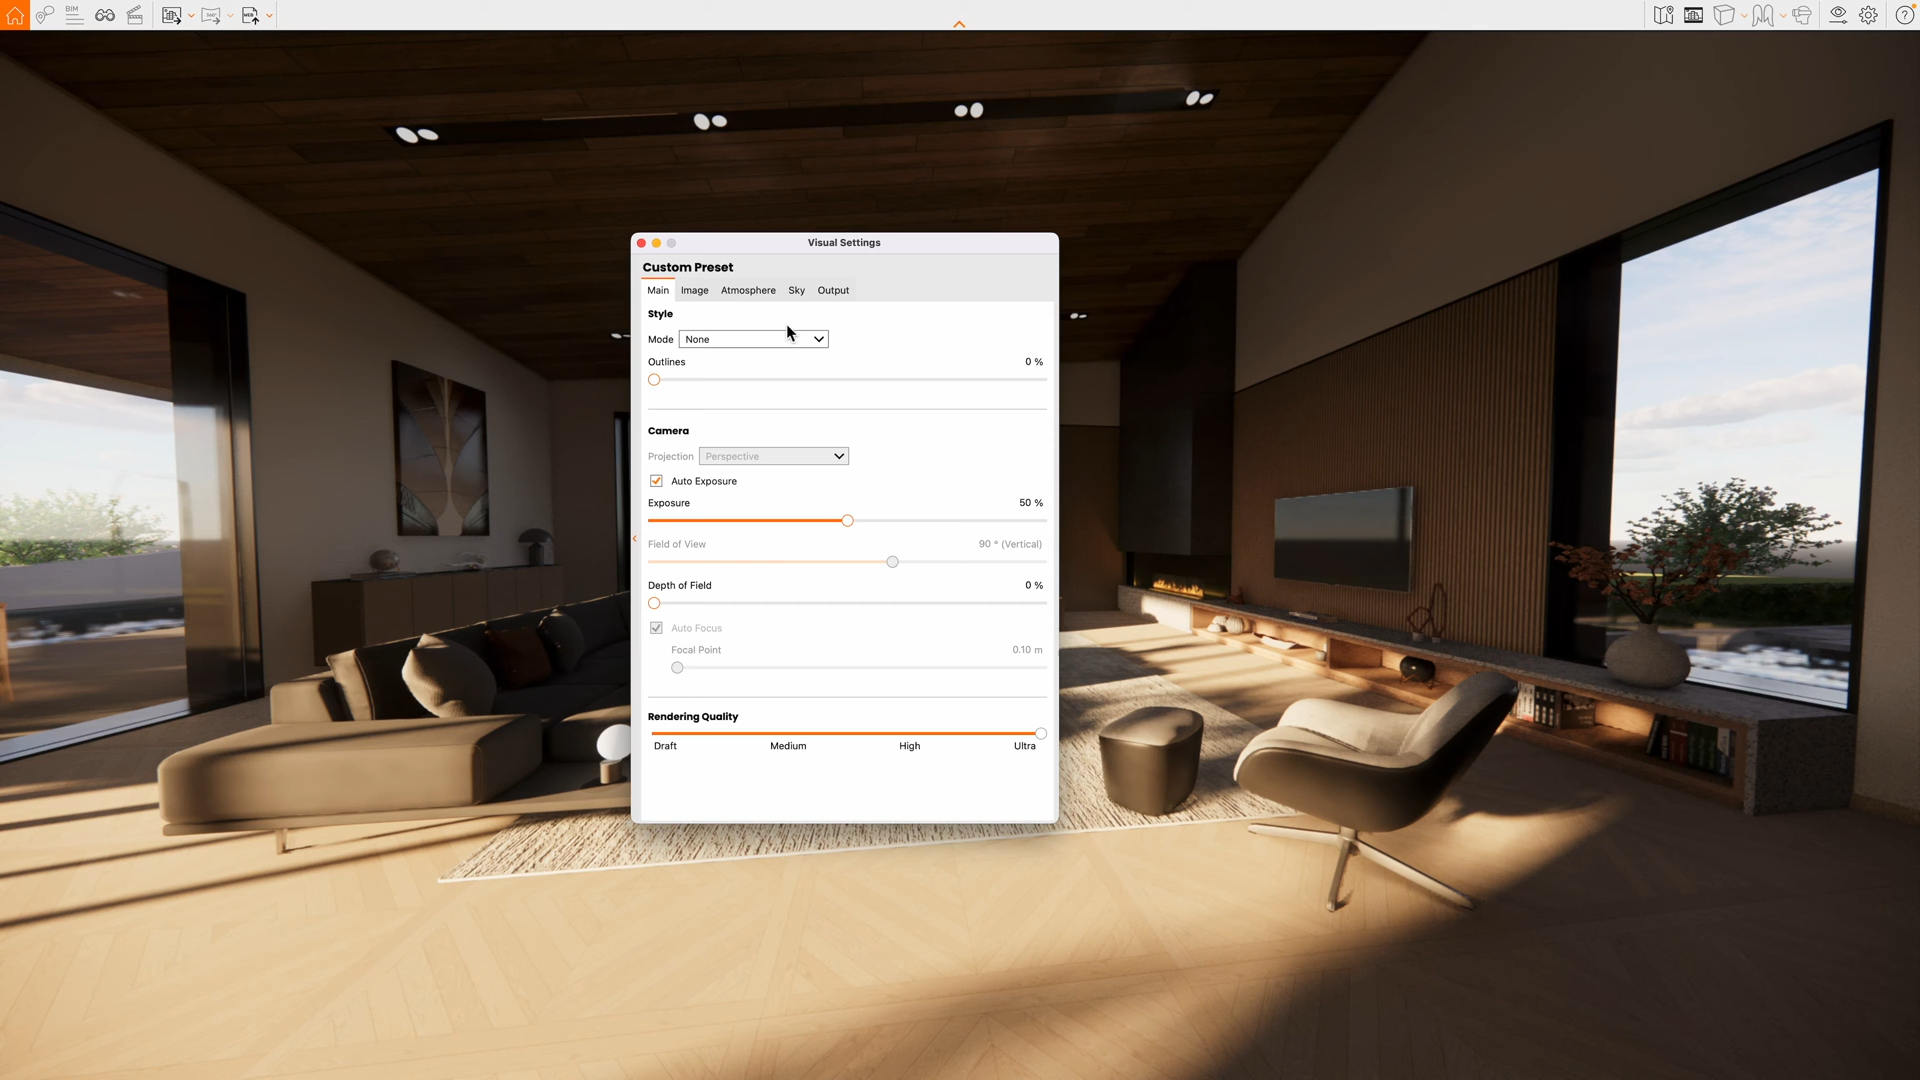 BIM
360°
WEB
?
Visual Settings
Custom Preset
Main Image Atmosphere Sky Output
Style
Mode None
Outlines 0 %
Camera
Projection Perspective
Auto Exposure
Exposure 50 %
Field of View 90 ° (Vertical)
Depth of Field 0 %
Auto Focus
Focal Point 0.10 m
Rendering Quality
Draft Medium High Ultra